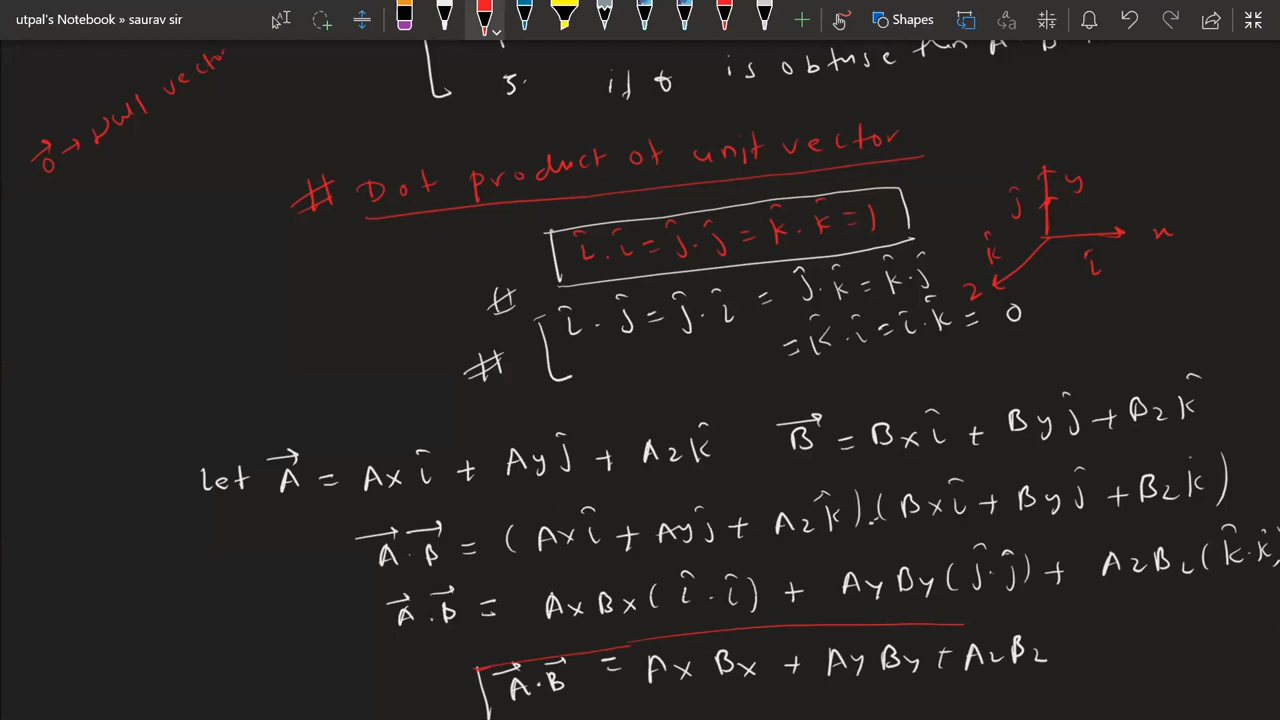 utpal's Notebook » saurav sir
Shapes
5. if θ is obtuse then A B
0⃗ → Null vector
# Dot product of unit vector
î . î = ĵ . ĵ = k̂ . k̂ = 1
ĵ y
k̂ î x
z
#
# î . ĵ = ĵ . î = ĵ . k̂ = k̂ . ĵ
= k̂ . î = î . k̂ = 0
let A⃗ = Ax î + Ay ĵ + Az k̂ B⃗ = Bx î + By ĵ + Bz k̂
A⃗ . B⃗ = (Ax î + Ay ĵ + Az k̂) . (Bx î + By ĵ + Bz k̂)
A⃗ . B⃗ = Ax Bx (î . î) + Ay By (ĵ . ĵ) + Az Bz (k̂ . k̂)
A⃗ . B⃗ = Ax Bx + Ay By + Az Bz